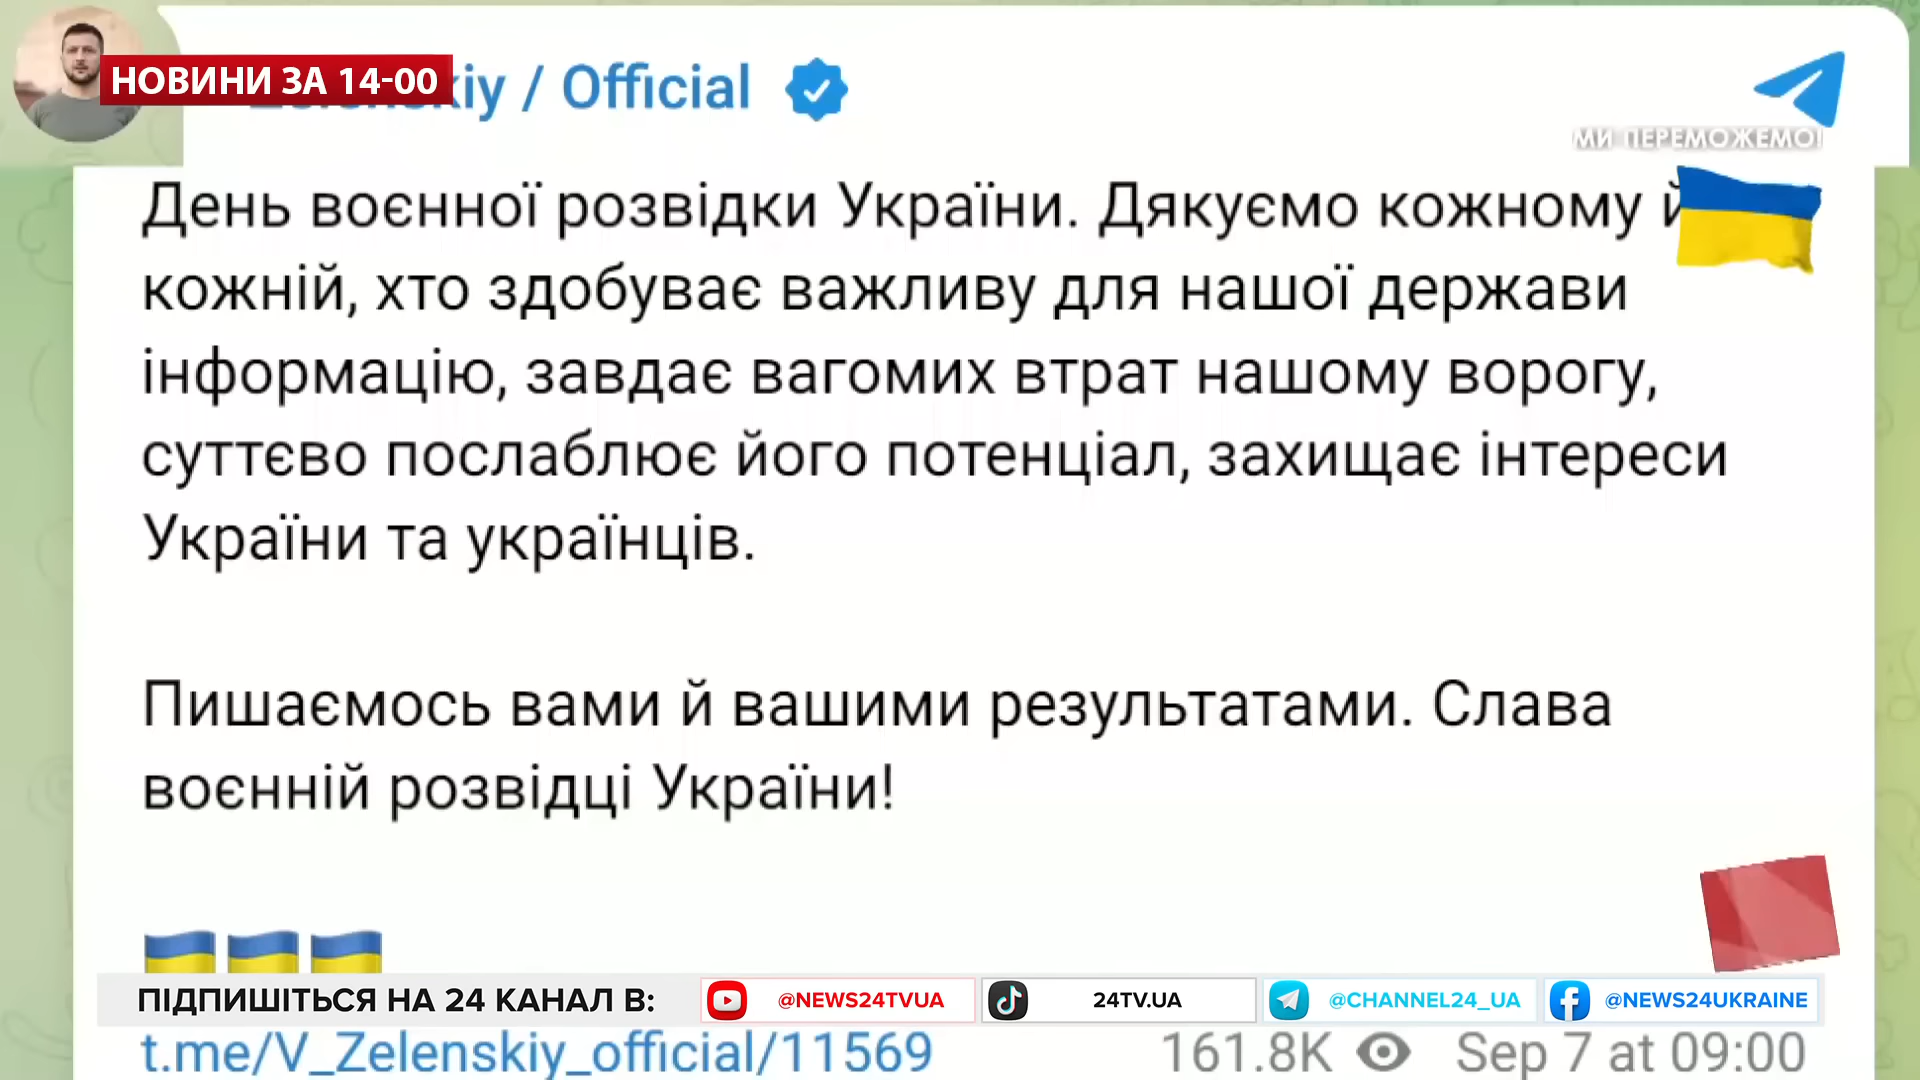 НОВИНИ ЗА 14-00
kiy / Official
МИ ПЕРЕМОЖЕМО!
День воєнної розвідки України. Дякуємо кожному й
кожній, хто здобуває важливу для нашої держави
інформацію, завдає вагомих втрат нашому ворогу,
суттєво послаблює його потенціал, захищає інтереси
України та українців.
Пишаємось вами й вашими результатами. Слава
воєнній розвідці України!
ПІДПИШІТЬСЯ НА 24 КАНАЛ В: @NEWS24TVUA 24TV.UA @CHANNEL24_UA @NEWS24UKRAINE
t.me/V_Zelenskiy_official/11569 161.8K Sep 7 at 09:00